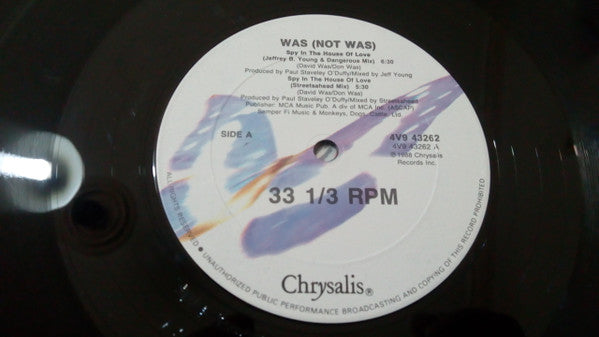 WAS (NOT WAS)
Spy In The House Of Love
(Jeffrey B. Young & Dangerous Mix) 6:30
(David Was/Don Was)
Produced by Paul Staveley O'Duffy/Mixed by Jeff Young
Spy In The House Of Love
(Streetsahead Mix) 5:30
(David Was/Don Was)
Produced by Paul Staveley O'Duffy/Mixed by Streetsahead
Publisher: MCA Music Pub. A div of MCA Inc. (ASCAP)
Semper Fi Music & Monkeys, Dogs, Cattle, Ltd.
SIDE A
4V9 43262
4V9 43262 A
℗ 1988 Chrysalis
Records Inc.
33 1/3 RPM
Chrysalis®
ALL RIGHTS RESERVED ● UNAUTHORIZED PUBLIC PERFORMANCE BROADCASTING AND COPYING OF THIS RECORD PROHIBITED